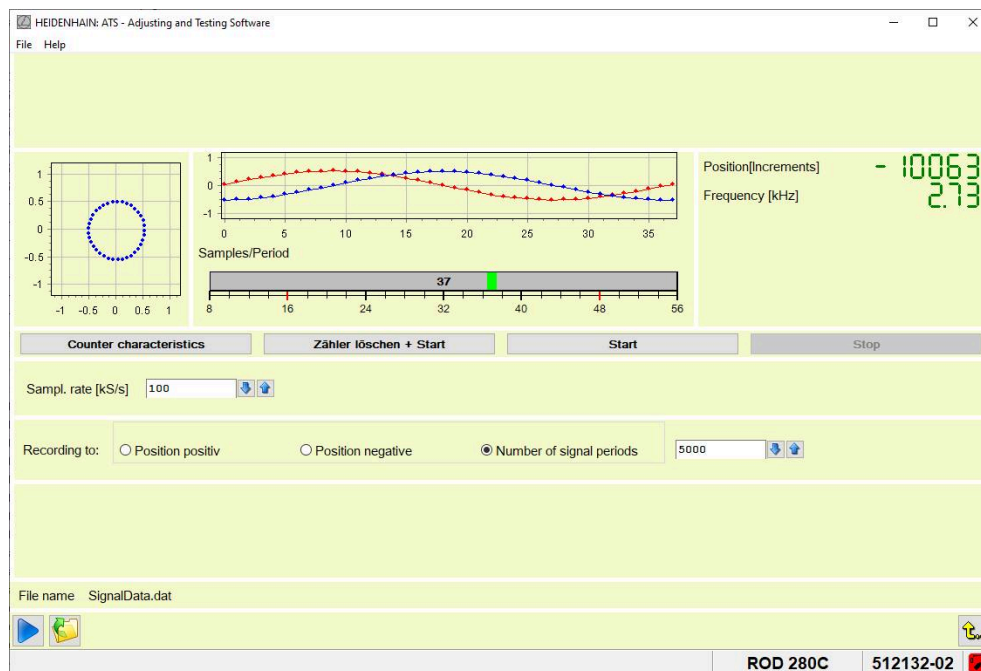 HEIDENHAIN: ATS - Adjusting and Testing Software
File Help
1
0.5
0
-0.5
-1
-1 -0.5 0 0.5 1
1
0
-1
0 5 10 15 20 25 30 35
Samples/Period
37
8 16 24 32 40 48 56
Position[Increments] - 10063
Frequency [kHz] 2.73
Counter characteristics Zähler löschen + Start Start Stop
Sampl. rate [kS/s] 100
Recording to: Position positiv Position negative Number of signal periods 5000
File name SignalData.dat
ROD 280C 512132-02